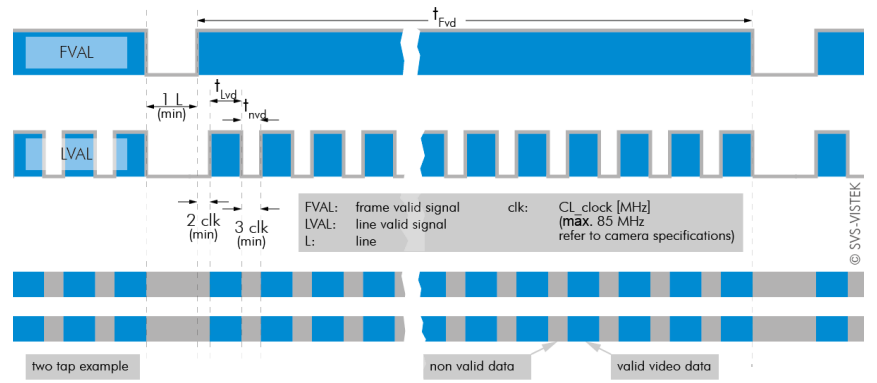 tFvd
FVAL
tLvd
1 L
(min)
tnvd
LVAL
2 clk
(min)
3 clk
(min)
FVAL: frame valid signal clk: CL_clock [MHz]
LVAL: line valid signal (max. 85 MHz
L: line refer to camera specifications)
© SVS-VISTEK
two tap example
non valid data
valid video data